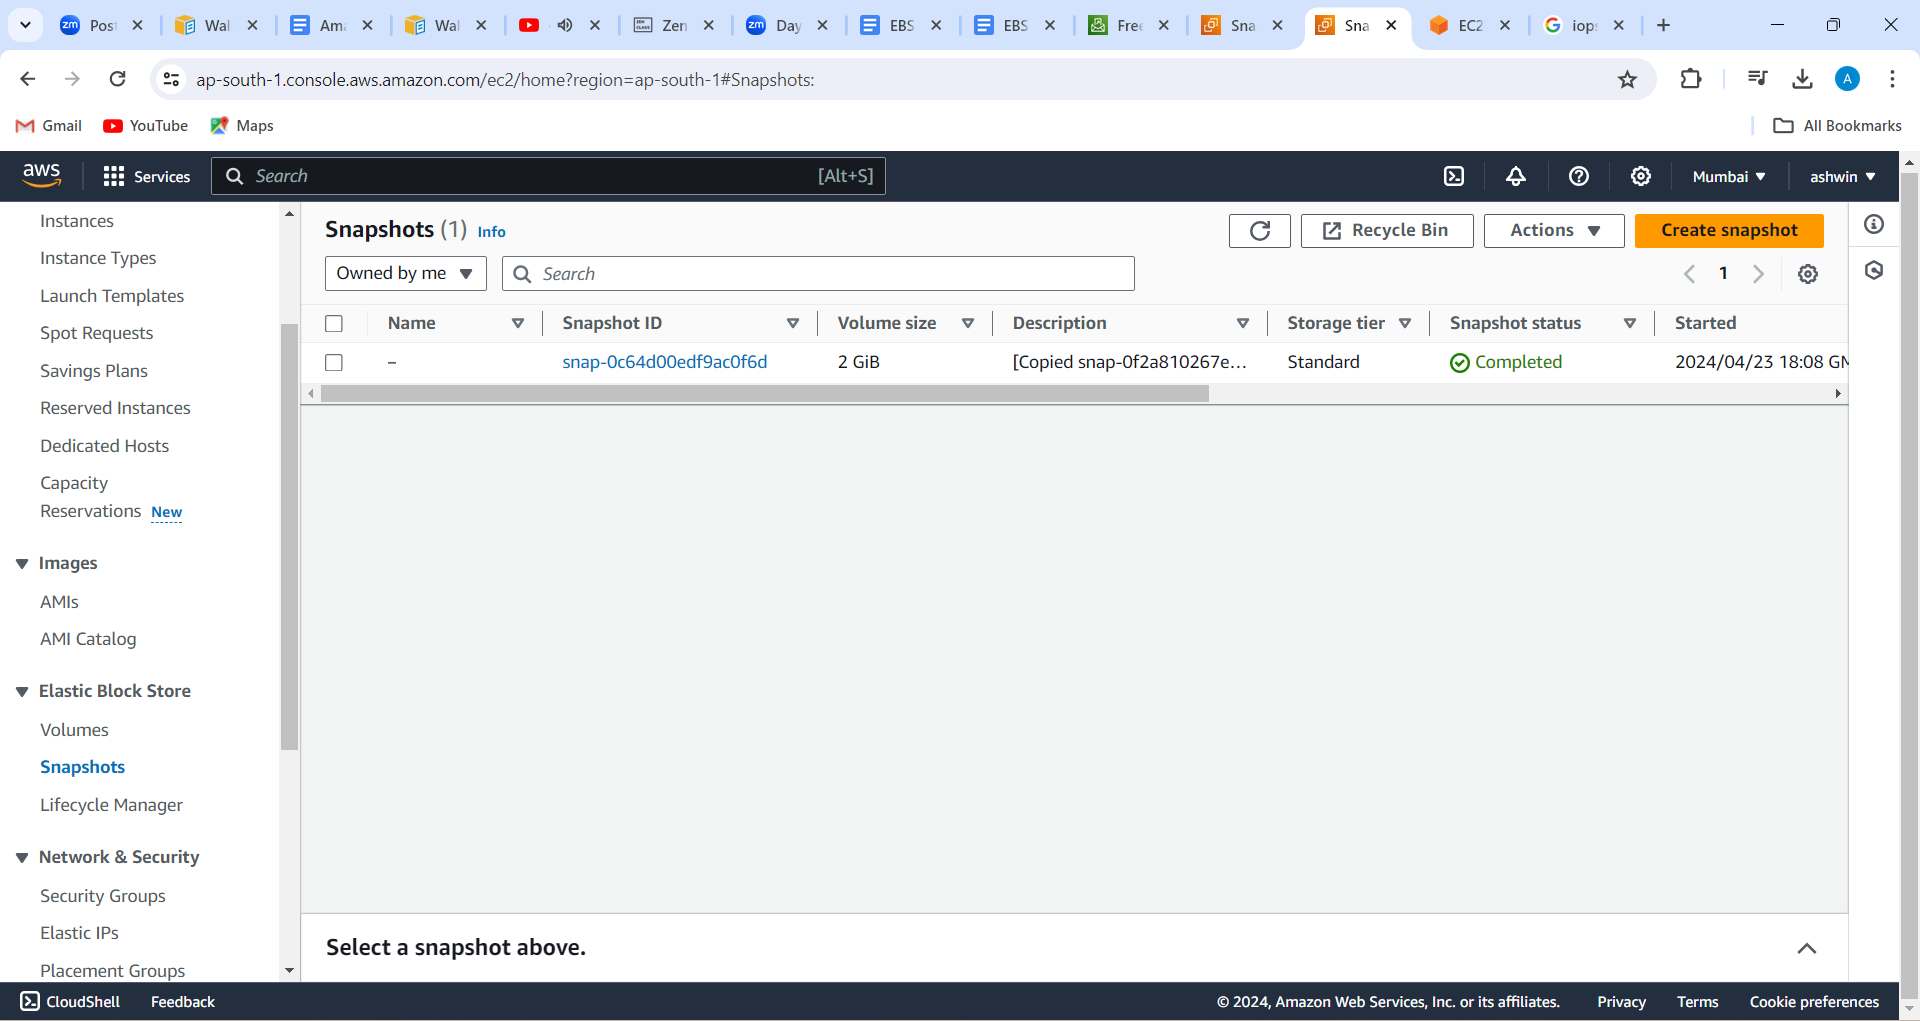 Post
Wal
Am
Wal
Zen
Day
EBS
EBS
Free
Sna
Sna
EC2
iops
ap-south-1.console.aws.amazon.com/ec2/home?region=ap-south-1#Snapshots:
A
Gmail
YouTube
Maps
All Bookmarks
aws
Services
Search
[Alt+S]
Mumbai
ashwin
Instances
Instance Types
Launch Templates
Spot Requests
Savings Plans
Reserved Instances
Dedicated Hosts
Capacity
Reservations New
Images
AMIs
AMI Catalog
Elastic Block Store
Volumes
Snapshots
Lifecycle Manager
Network & Security
Security Groups
Elastic IPs
Placement Groups
Snapshots (1) Info
Recycle Bin
Actions
Create snapshot
Owned by me
Search
1
Name
Snapshot ID
Volume size
Description
Storage tier
Snapshot status
Started
–
snap-0c64d00edf9ac0f6d
2 GiB
[Copied snap-0f2a810267e...
Standard
Completed
2024/04/23 18:08 GM
Select a snapshot above.
CloudShell
Feedback
© 2024, Amazon Web Services, Inc. or its affiliates.
Privacy
Terms
Cookie preferences